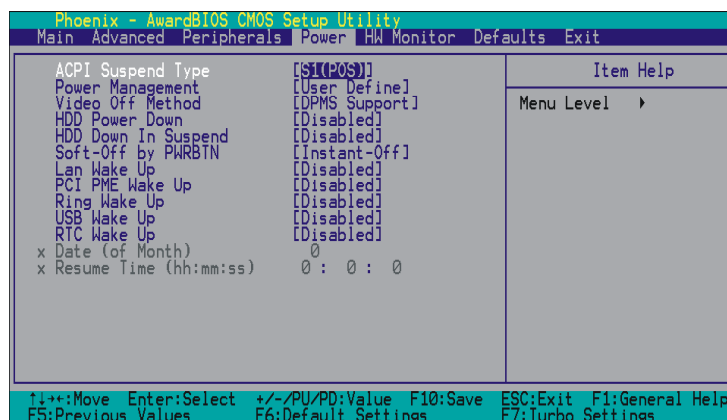 Phoenix - AwardBIOS CMOS Setup Utility
Main Advanced Peripherals Power HW Monitor Defaults Exit
ACPI Suspend Type [S1(POS)] Item Help
Power Management [User Define]
Video Off Method [DPMS Support] Menu Level ▸
HDD Power Down [Disabled]
HDD Down In Suspend [Disabled]
Soft-Off by PWRBTN [Instant-Off]
Lan Wake Up [Disabled]
PCI PME Wake Up [Disabled]
Ring Wake Up [Disabled]
USB Wake Up [Disabled]
RTC Wake Up [Disabled]
x Date (of Month) 0
x Resume Time (hh:mm:ss) 0 : 0 : 0
↑↓→←:Move Enter:Select +/-/PU/PD:Value F10:Save ESC:Exit F1:General Help
F5:Previous Values F6:Default Settings F7:Turbo Settings